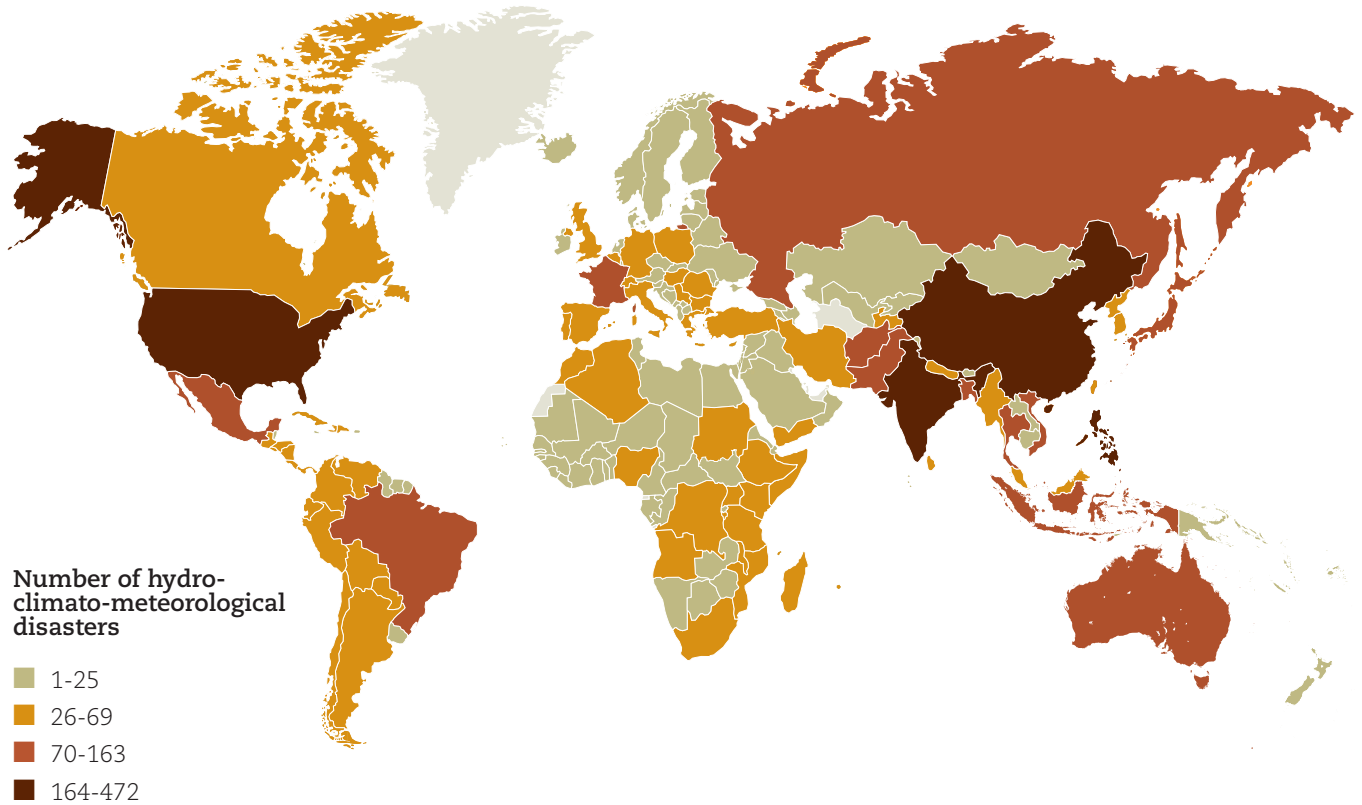 Number of hydro-
climato-meteorological
disasters
1-25
26-69
70-163
164-472